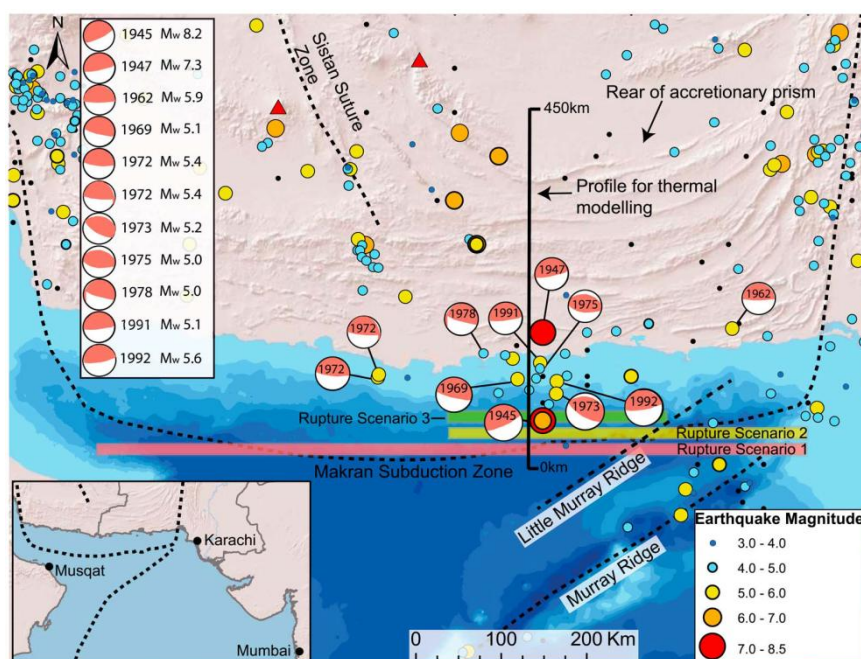 1945 Mw 8.2
1947 Mw 7.3
1962 Mw 5.9
1969 Mw 5.1
1972 Mw 5.4
1972 Mw 5.4
1973 Mw 5.2
1975 Mw 5.0
1978 Mw 5.0
1991 Mw 5.1
1992 Mw 5.6
N
Sistan Suture
Zone
450km
Rear of accretionary prism
Profile for thermal
modelling
1947
1975
1962
1978
1991
1972
1972
1969
1945
1973
1992
Rupture Scenario 3
Rupture Scenario 2
Rupture Scenario 1
Makran Subduction Zone
0km
Little Murray Ridge
Murray Ridge
Karachi
Musqat
Mumbai
0 100 200 Km
Earthquake Magnitude
3.0 - 4.0
4.0 - 5.0
5.0 - 6.0
6.0 - 7.0
7.0 - 8.5